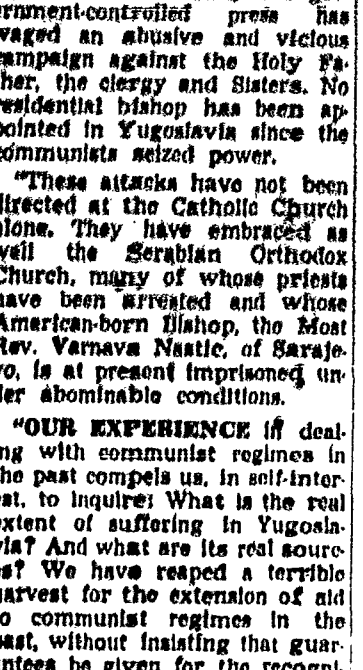 ernment-controlled press has
waged an abusive and vicious
campaign against the Holy Fa-
ther, the clergy and Sisters. No
residential bishop has been ap-
pointed in Yugoslavia since the
communists seized power.
"These attacks have not been
directed at the Catholic Church
alone. They have embraced as
well the Serabian Orthodox
Church, many of whose priests
have been arrested and whose
American-born Bishop, the Most
Rev. Varnava Nastic, of Saraje-
vo, is at present imprisoned un-
der abominable conditions.
"OUR EXPERIENCE in deal-
ing with communist regimes in
the past compels us, in self-inter-
est, to inquire: What is the real
extent of suffering in Yugosla-
via? And what are its real sourc-
es? We have reaped a terrible
harvest for the extension of aid
to communist regimes in the
past, without insisting that guar-
antees be given for the recogni-